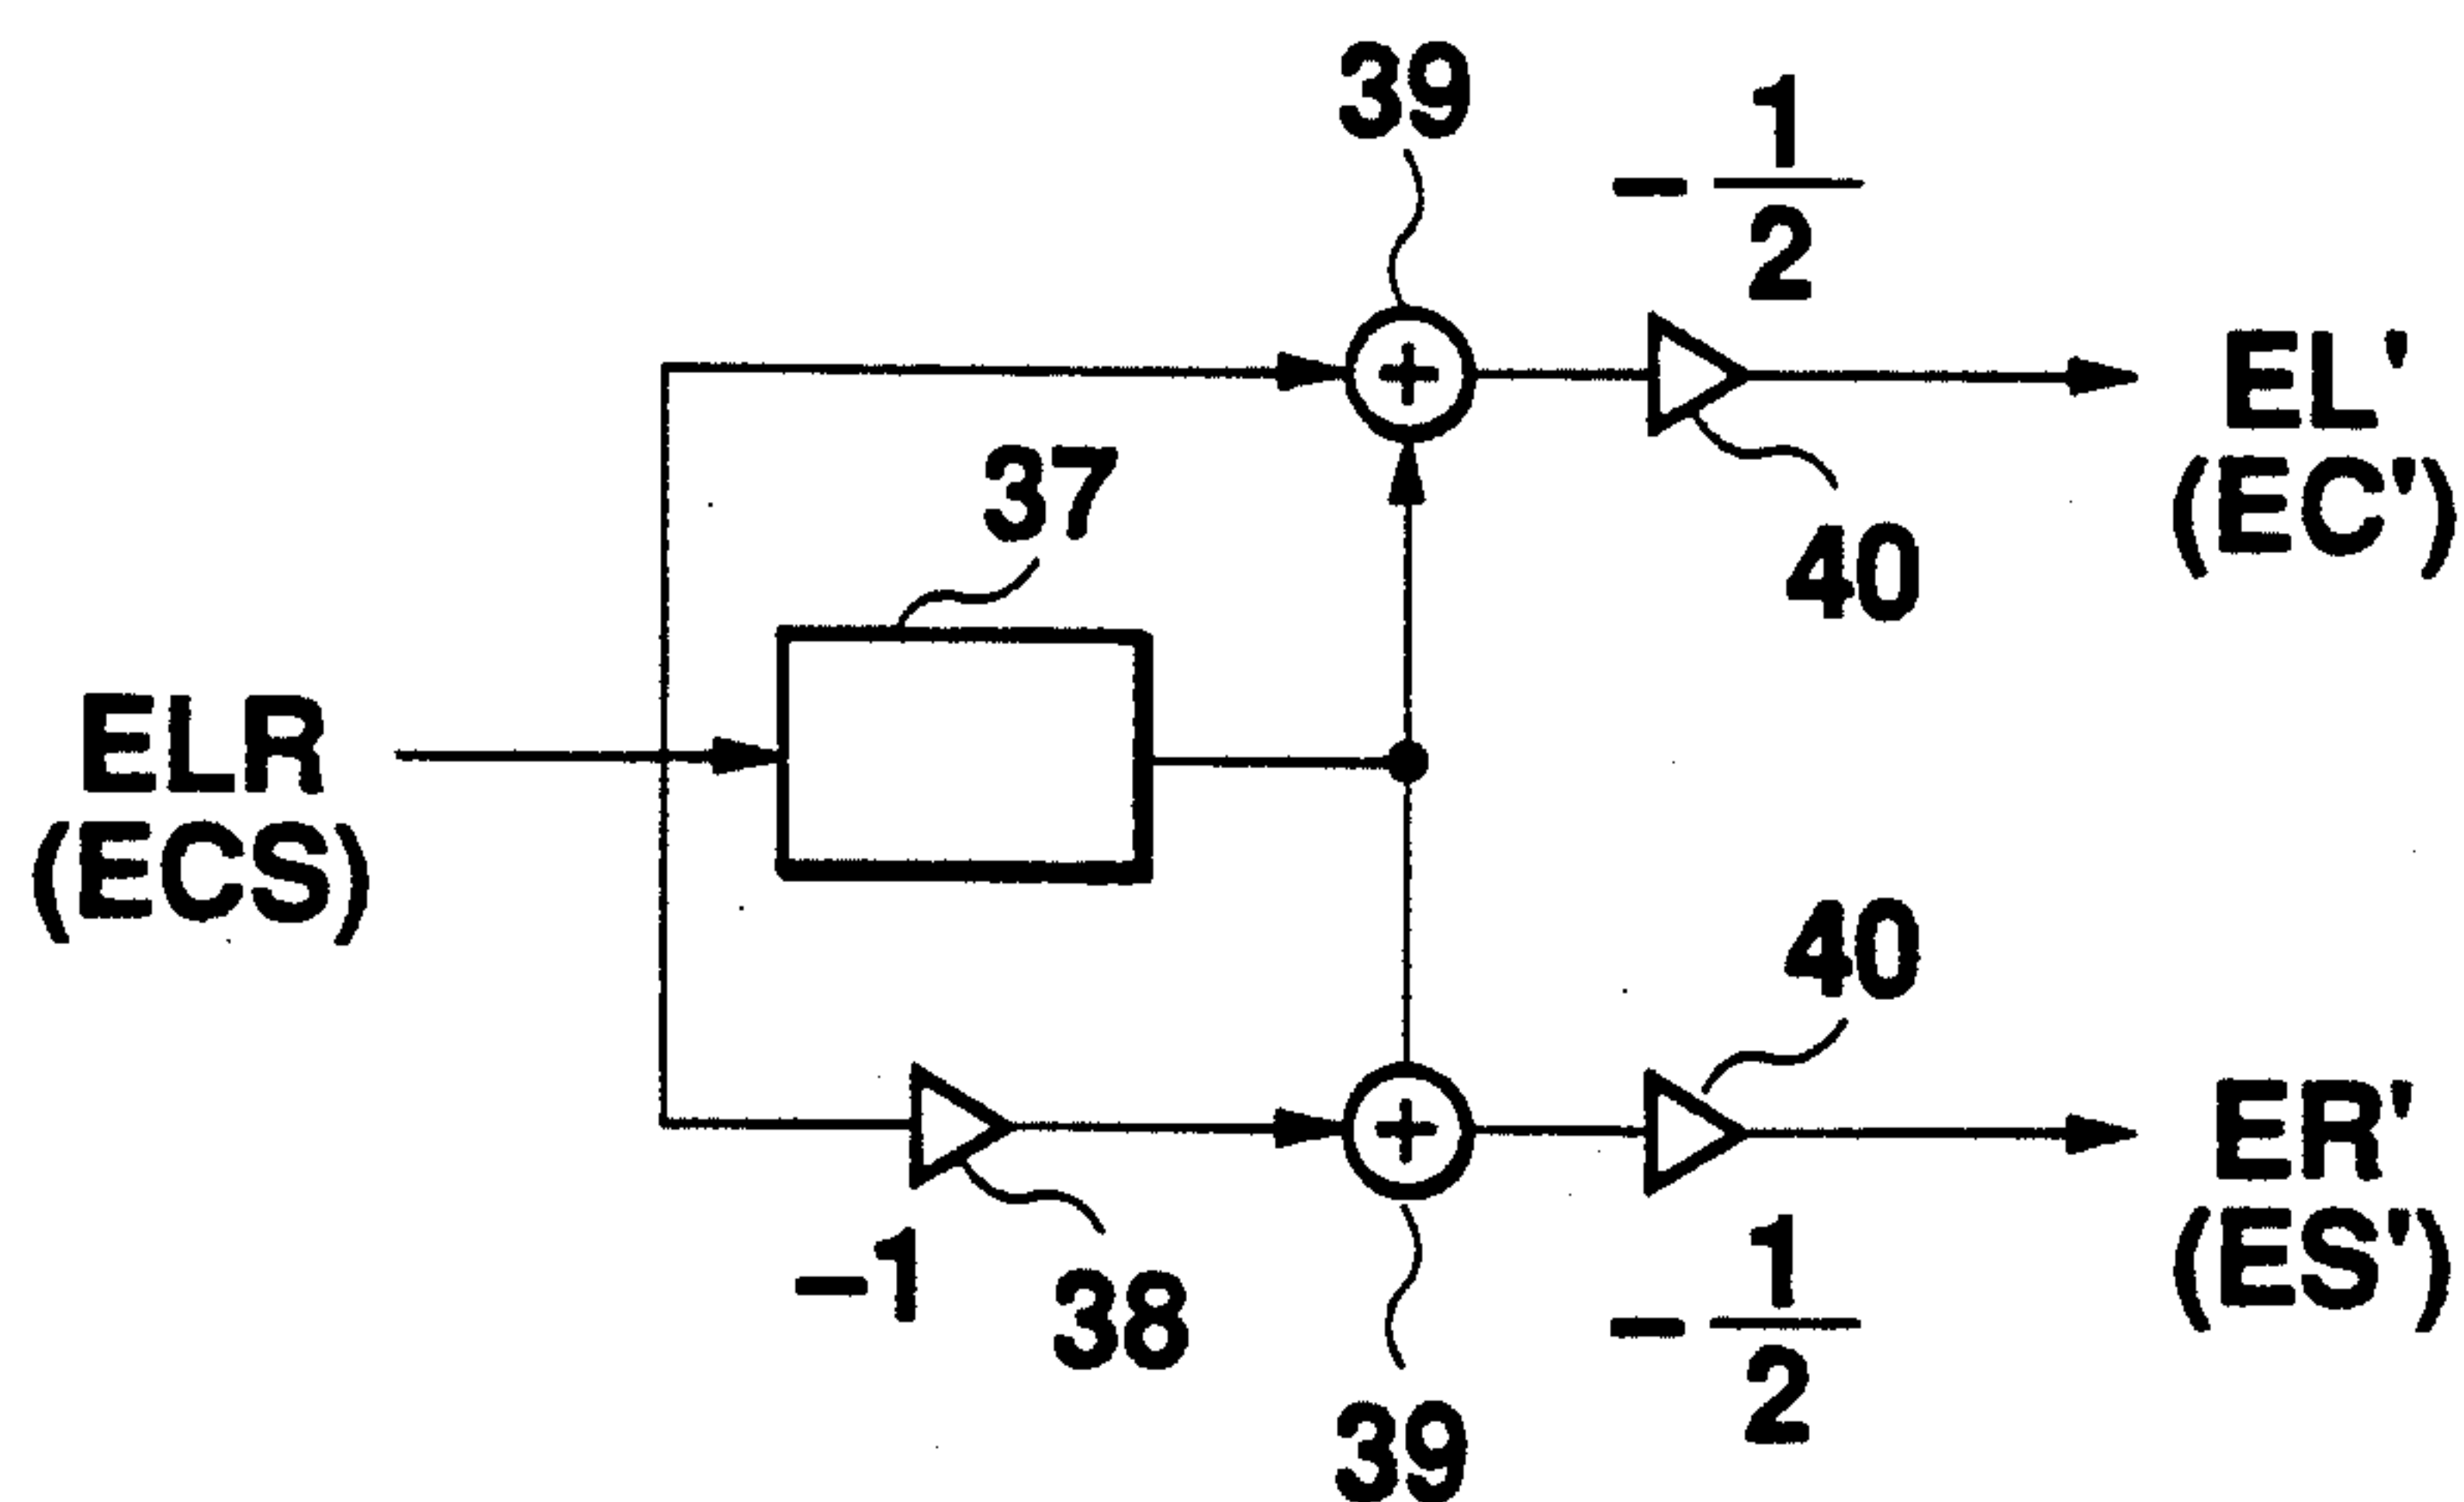 39
- 1/2
EL'
(EC')
37
40
ELR
(ECS)
40
ER'
(ES')
-1
38
- 1/2
39